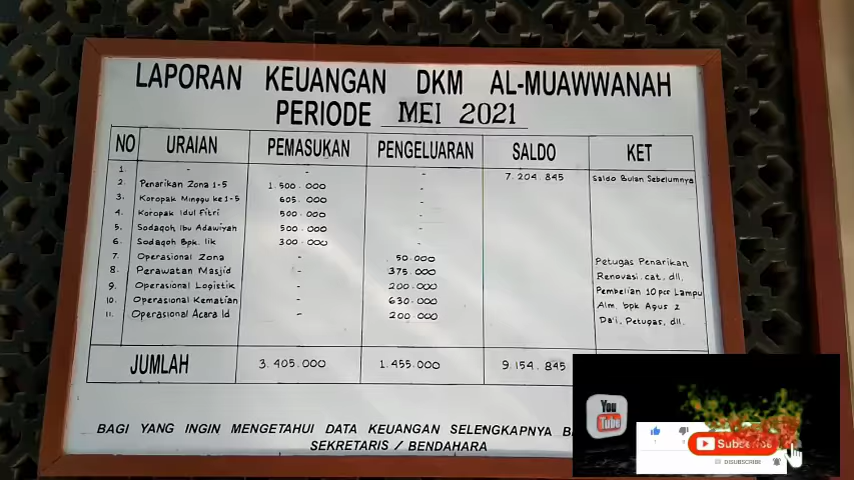 LAPORAN KEUANGAN DKM AL-MUAWWANAH
PERIODE MEI 2021
NO URAIAN PEMASUKAN PENGELUARAN SALDO KET
1. - - - 7.204.845 Saldo Bulan Sebelumnya
2. Penarikan Zona 1-5 1.500.000 -
3. Koropak Minggu ke 1-5 605.000 -
4. Koropak Idul Fitri 500.000 -
5. Sodaqoh Ibu Adawiyah 500.000 -
6. Sodaqoh Bpk. Iik 300.000 -
7. Operasional Zona - 50.000 Petugas Penarikan
8. Perawatan Masjid - 375.000 Renovasi. cat. dll.
9. Operasional Logistik - 200.000 Pembelian 10 pcs Lampu
10. Operasional Kematian - 630.000 Alm. bpk Agus 2
11. Operasional Acara Id - 200.000 Da'i, Petugas, dll.
JUMLAH 3.405.000 1.455.000 9.154.845
BAGI YANG INGIN MENGETAHUI DATA KEUANGAN SELENGKAPNYA
SEKRETARIS / BENDAHARA
You
Tube
Subscribe